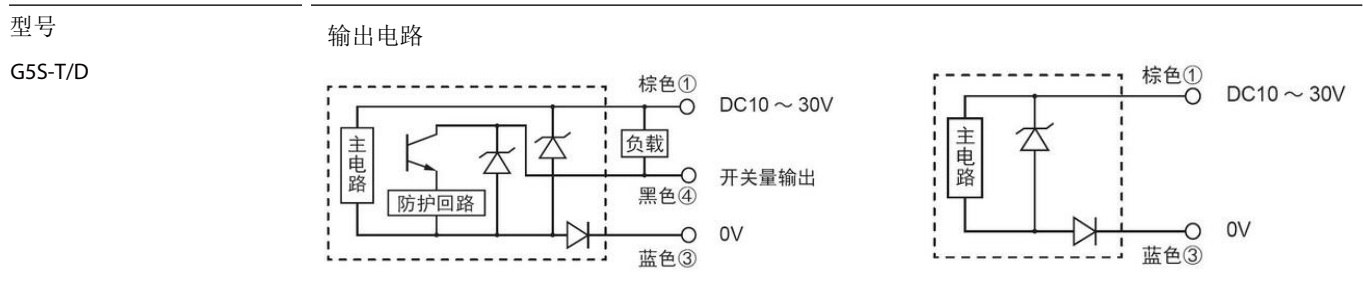 型号
输出电路
G5S-T/D
棕色①
DC10～30V
主电路
负载
防护回路
开关量输出
黑色④
0V
蓝色③
棕色①
DC10～30V
主电路
0V
蓝色③